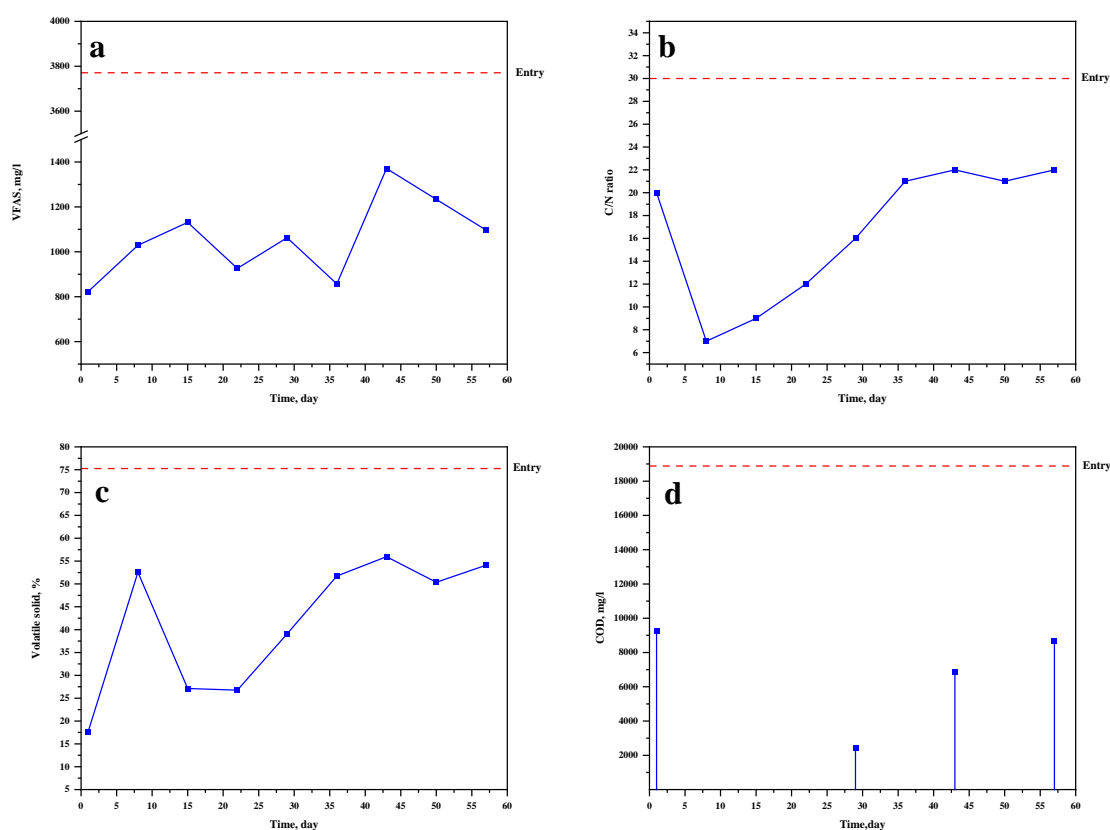 a
4000
3800
3600
1400
1200
1000
800
600
VFAS, mg/l
Entry
0 5 10 15 20 25 30 35 40 45 50 55 60
Time, day
b
34
32
30
28
26
24
22
20
18
16
14
12
10
8
6
C/N ratio
Entry
0 5 10 15 20 25 30 35 40 45 50 55 60
Time, day
c
80
75
70
65
60
55
50
45
40
35
30
25
20
15
10
5
Volatile solid, %
Entry
0 5 10 15 20 25 30 35 40 45 50 55 60
Time, day
d
20000
18000
16000
14000
12000
10000
8000
6000
4000
2000
COD, mg/l
Entry
0 5 10 15 20 25 30 35 40 45 50 55 60
Time,day